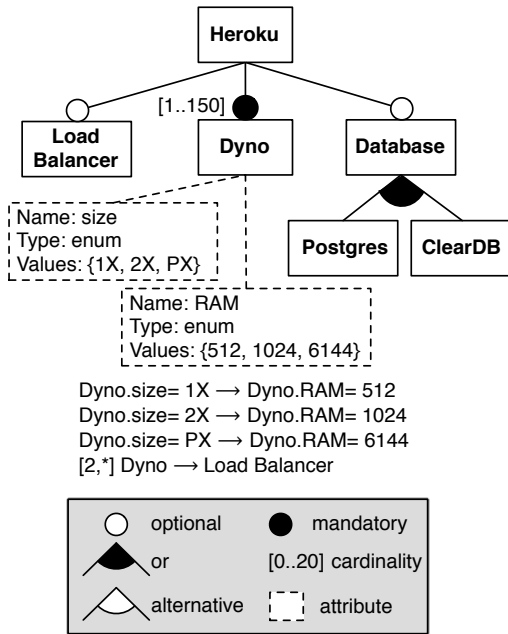 Heroku
[1..150]
Load
Balancer
Dyno
Database
Name: size
Type: enum
Values: {1X, 2X, PX}
Postgres
ClearDB
Name: RAM
Type: enum
Values: {512, 1024, 6144}
Dyno.size= 1X → Dyno.RAM= 512
Dyno.size= 2X → Dyno.RAM= 1024
Dyno.size= PX → Dyno.RAM= 6144
[2,*] Dyno → Load Balancer
optional
mandatory
or
[0..20] cardinality
alternative
attribute